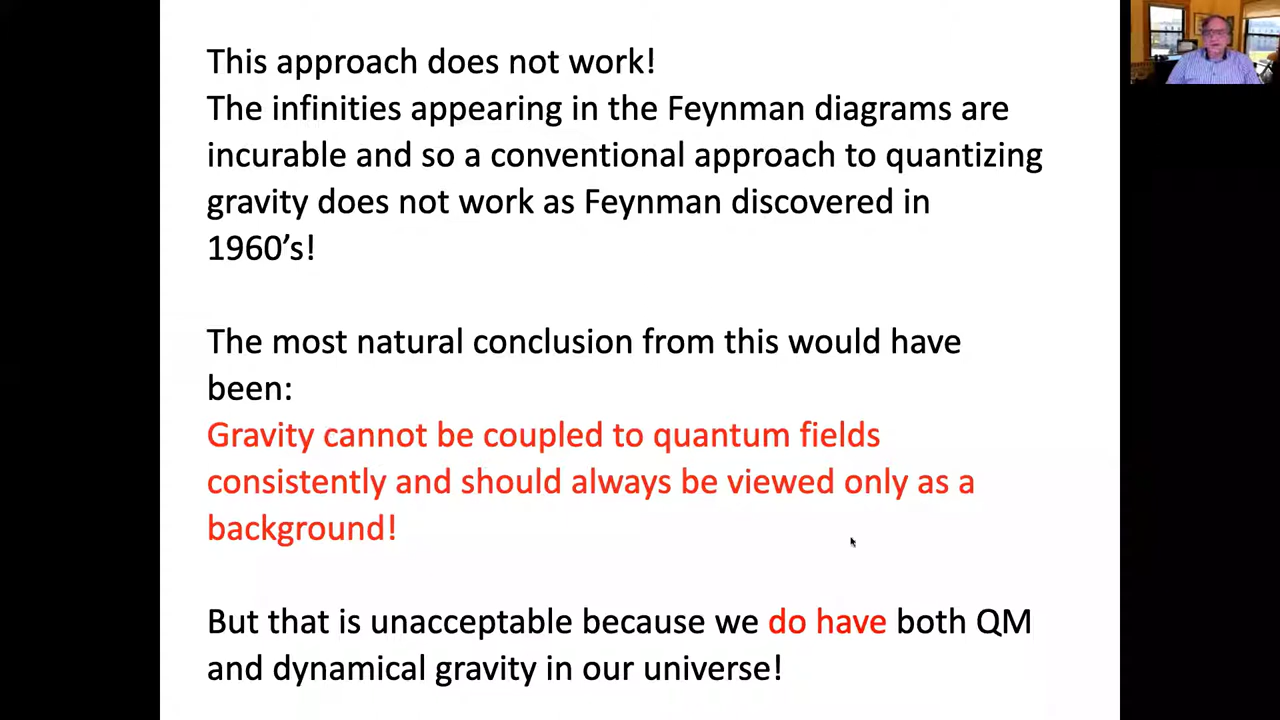 This approach does not work!
The infinities appearing in the Feynman diagrams are
incurable and so a conventional approach to quantizing
gravity does not work as Feynman discovered in
1960’s!
The most natural conclusion from this would have
been:
Gravity cannot be coupled to quantum fields
consistently and should always be viewed only as a
background!
But that is unacceptable because we do have both QM
and dynamical gravity in our universe!